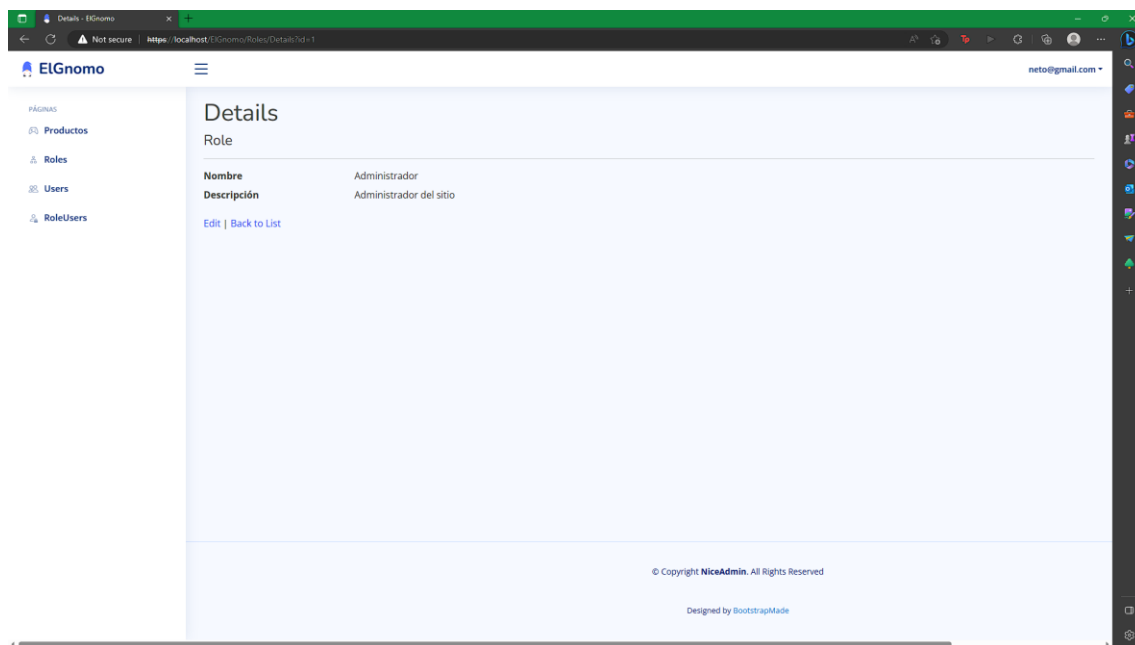 Details - ElGnomo
Not secure | https://localhost/ElGnomo/Roles/Details?id=1
ElGnomo
neto@gmail.com
PÁGINAS
Productos
Roles
Users
RoleUsers
Details
Role
Nombre Administrador
Descripción Administrador del sitio
Edit | Back to List
© Copyright NiceAdmin. All Rights Reserved
Designed by BootstrapMade